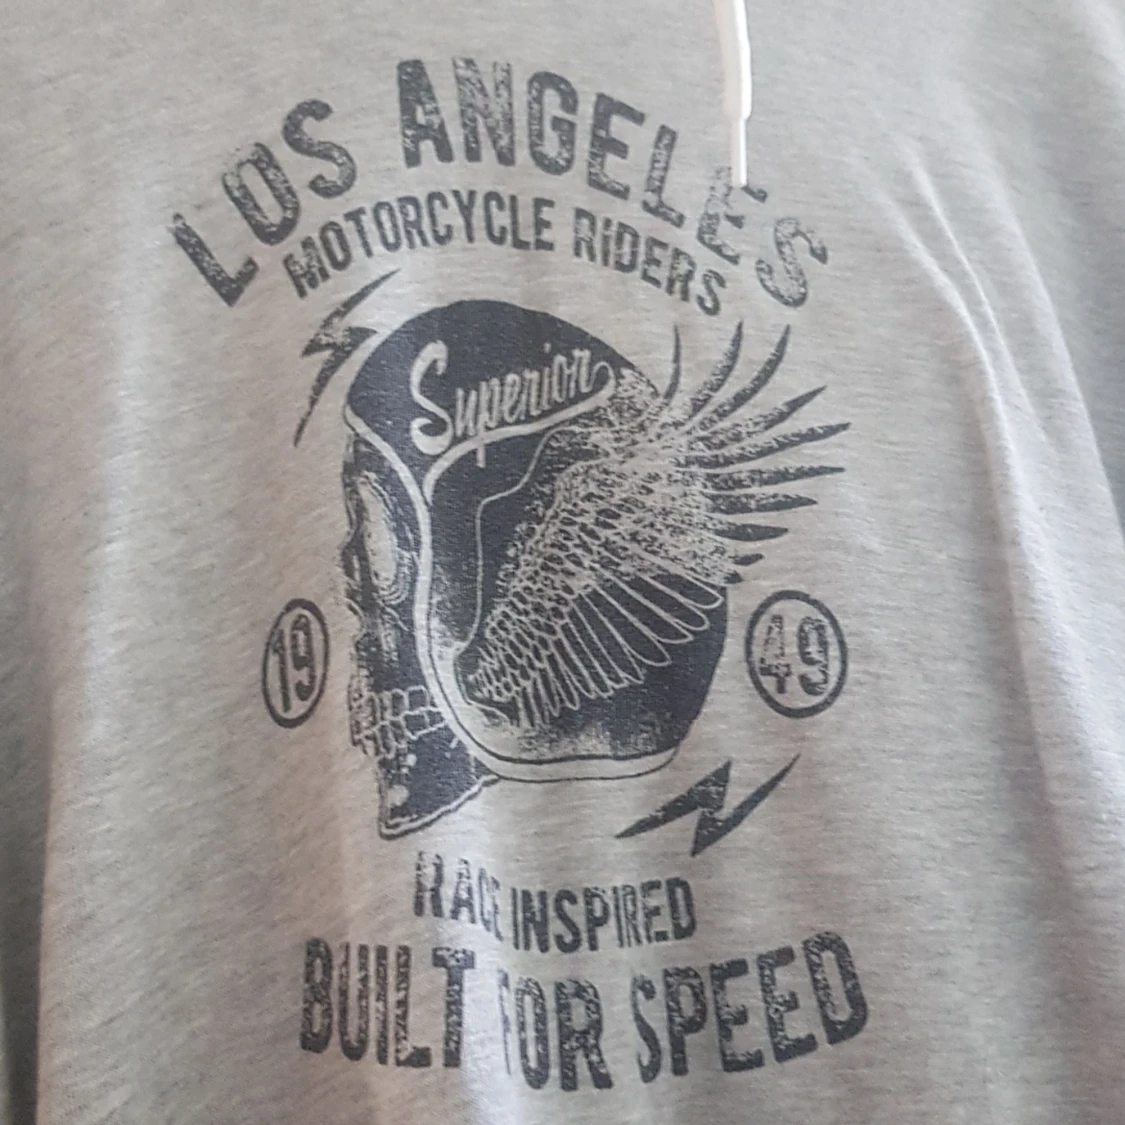 LOS ANGELES
MOTORCYCLE RIDERS
Superior
19 49
RACE INSPIRED
BUILT FOR SPEED